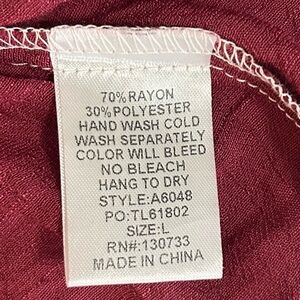 70%RAYON
30%POLYESTER
HAND WASH COLD
WASH SEPARATELY
COLOR WILL BLEED
NO BLEACH
HANG TO DRY
STYLE:A6048
PO:TL61802
SIZE:L
RN#:130733
MADE IN CHINA